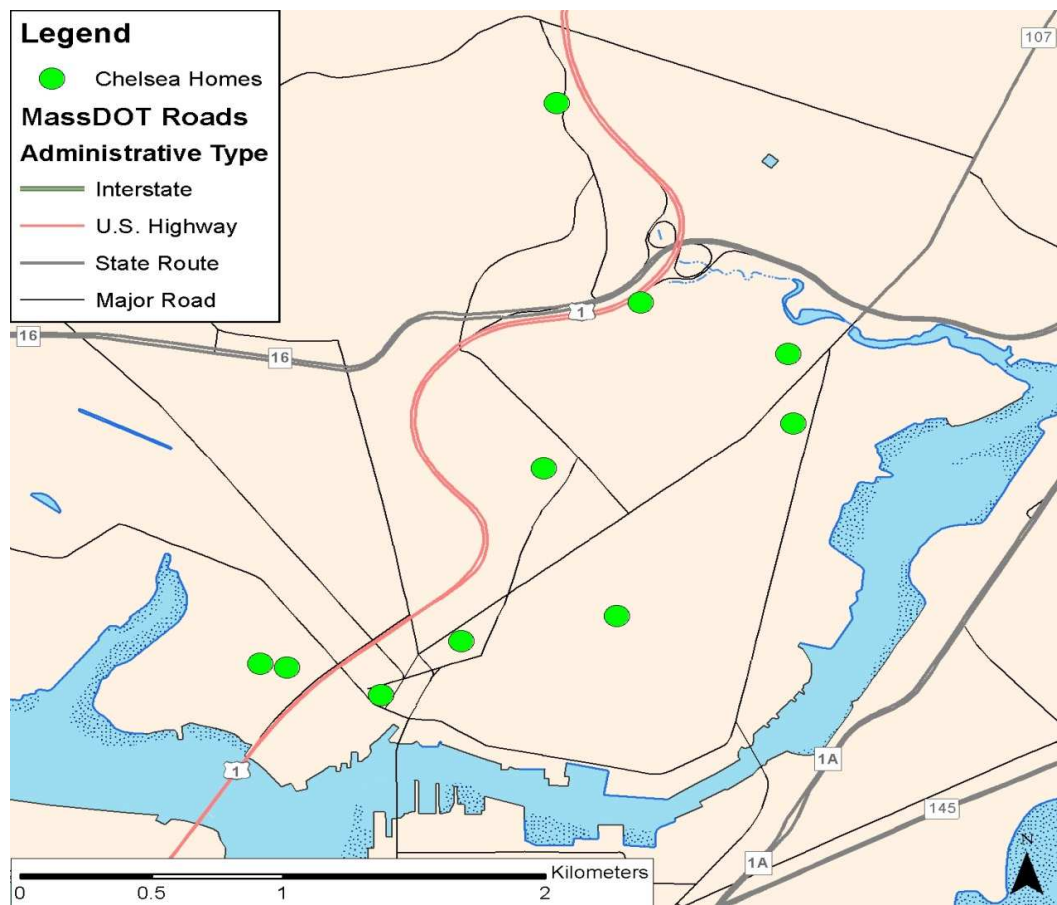 Legend
Chelsea Homes
MassDOT Roads
Administrative Type
Interstate
U.S. Highway
State Route
Major Road
107
1
16
16
1
1A
145
1A
N
Kilometers
0 0.5 1 2